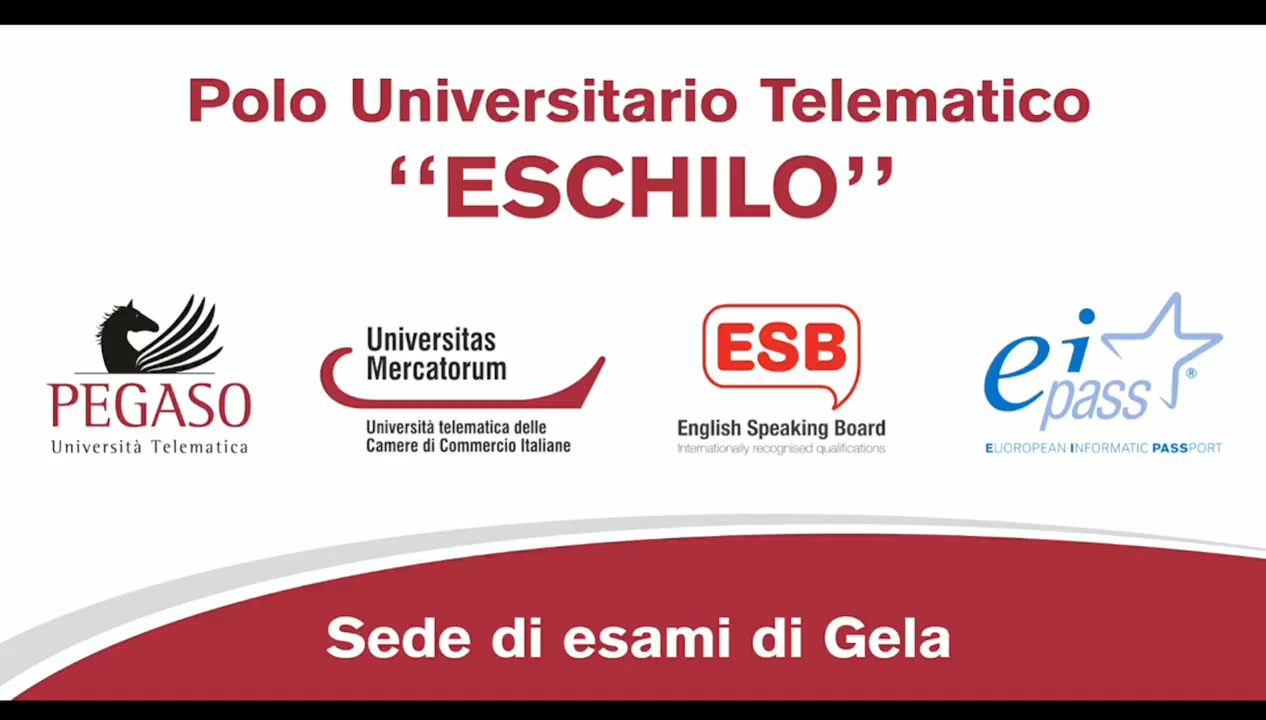 Polo Universitario Telematico
‘‘ESCHILO’’
PEGASO
Università Telematica
Universitas
Mercatorum
Università telematica delle
Camere di Commercio Italiane
ESB
English Speaking Board
Internationally recognised qualifications
ei
pass
®
EUOROPEAN INFORMATIC PASSPORT
Sede di esami di Gela